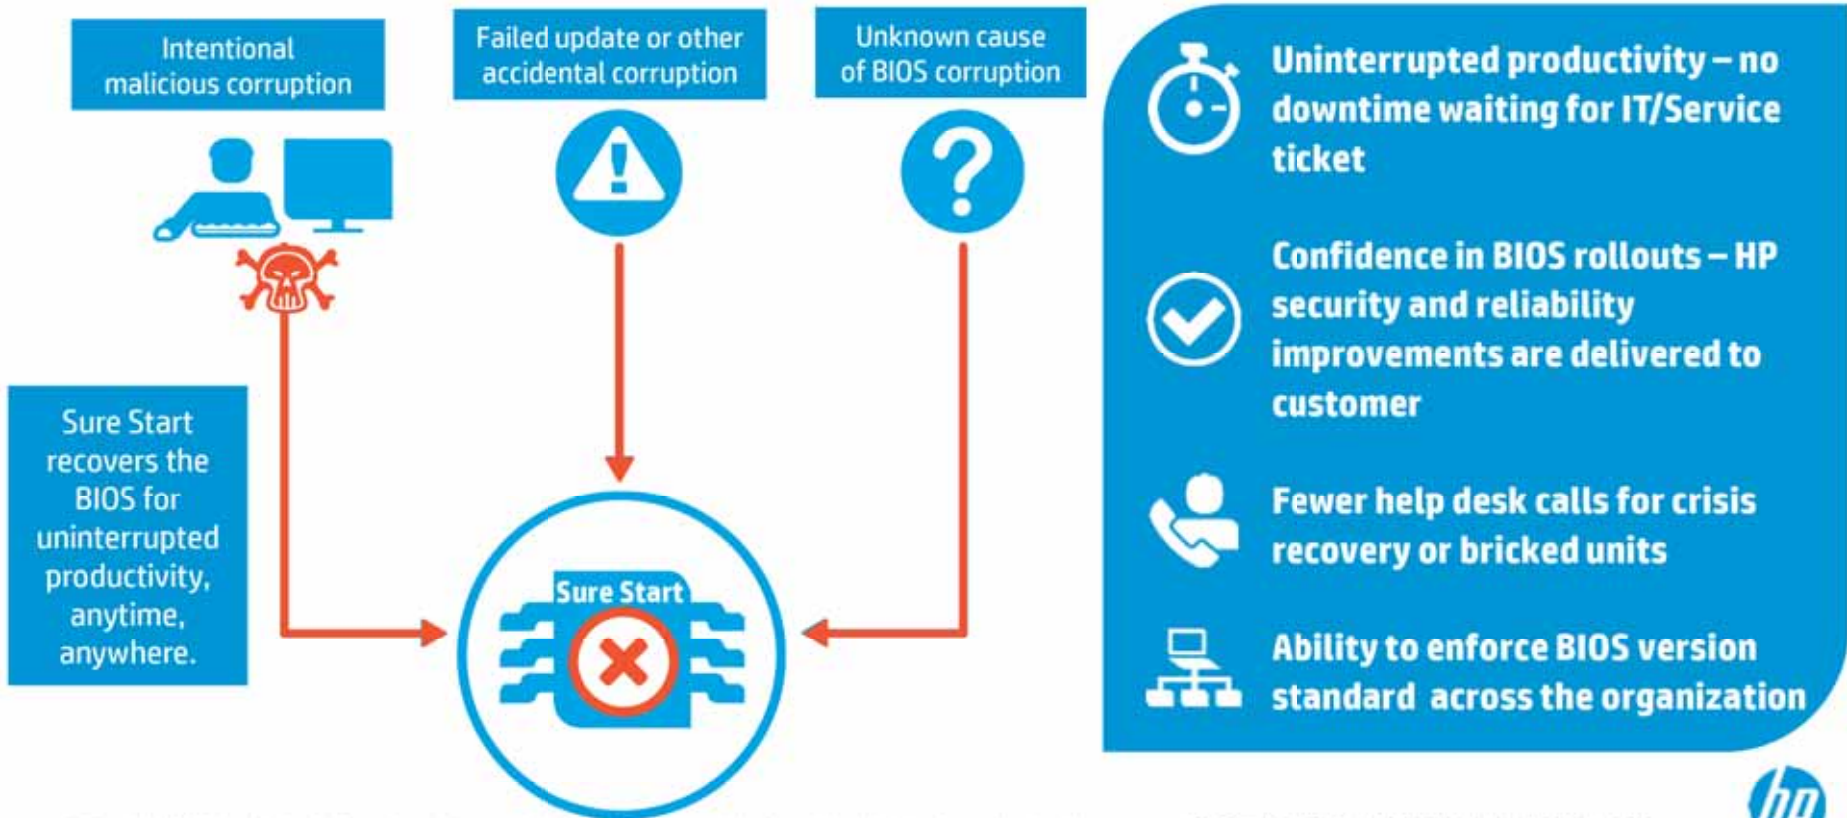 Intentional
malicious corruption
Failed update or other
accidental corruption
Unknown cause
of BIOS corruption
Sure Start
recovers the
BIOS for
uninterrupted
productivity,
anytime,
anywhere.
Sure Start
Uninterrupted productivity – no
downtime waiting for IT/Service
ticket
Confidence in BIOS rollouts – HP
security and reliability
improvements are delivered to
customer
Fewer help desk calls for crisis
recovery or bricked units
Ability to enforce BIOS version
standard across the organization
hp